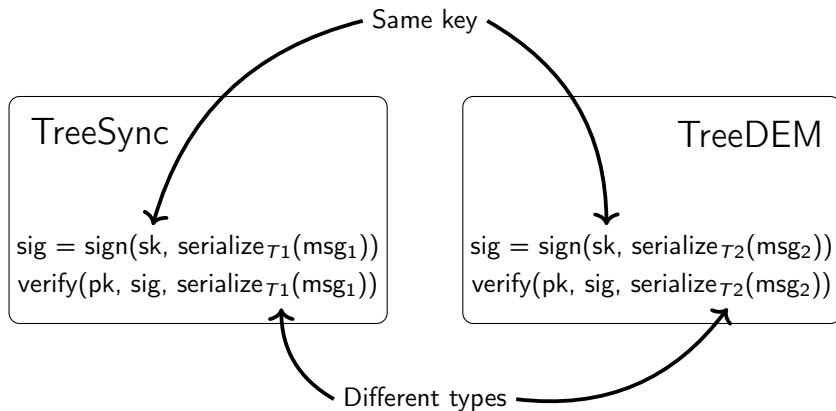 Same key
TreeSync
TreeDEM
sig = sign(sk, serialize_T1(msg_1))
verify(pk, sig, serialize_T1(msg_1))
sig = sign(sk, serialize_T2(msg_2))
verify(pk, sig, serialize_T2(msg_2))
Different types